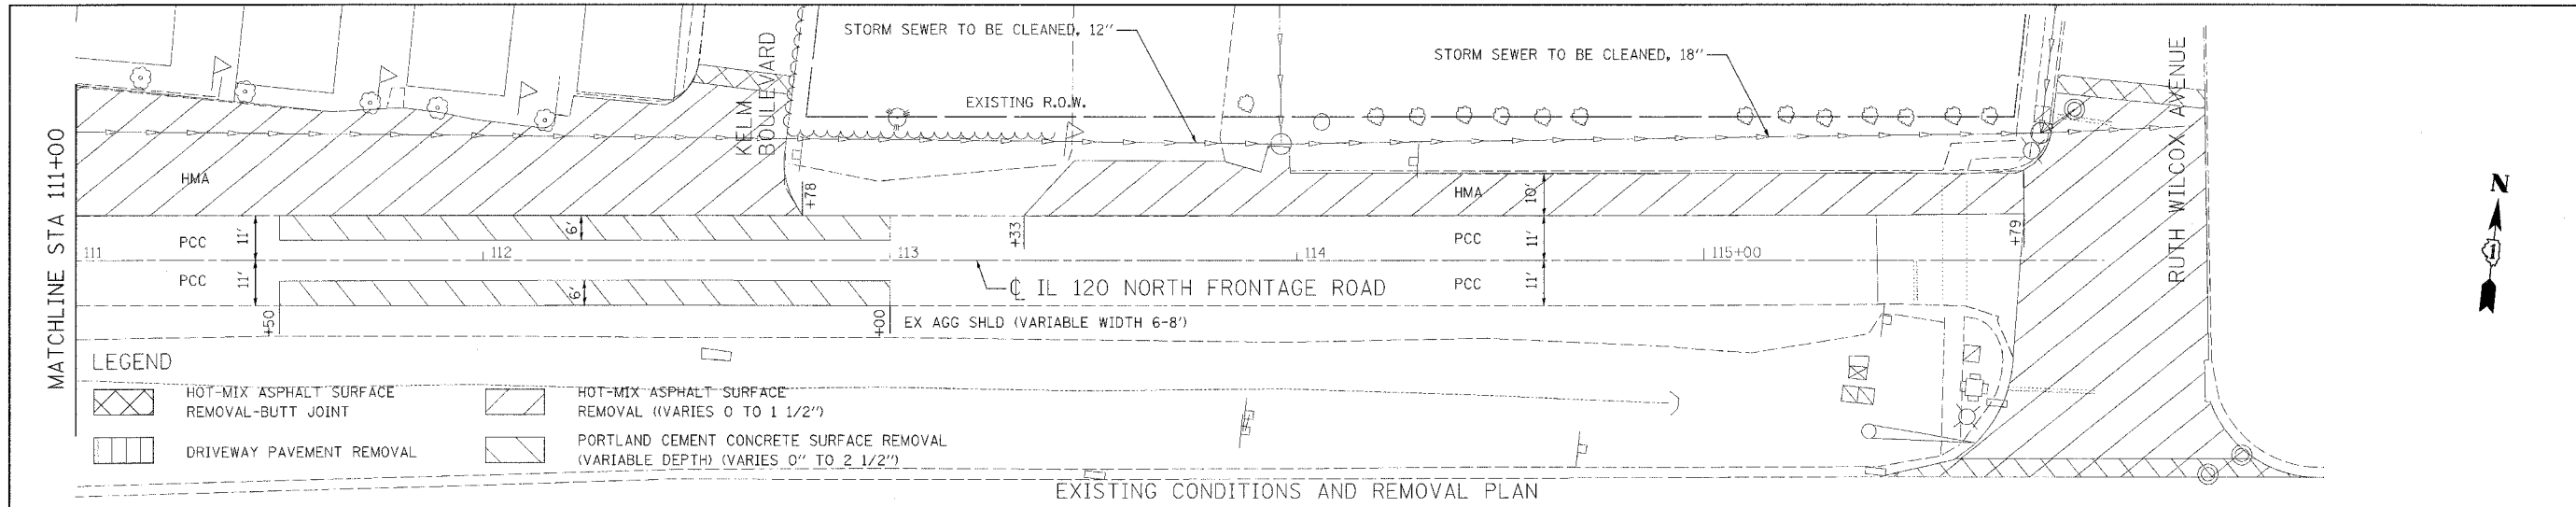 STORM SEWER TO BE CLEANED, 12"
STORM SEWER TO BE CLEANED, 18"
KELM
BOULEVARD
EXISTING R.O.W.
RUTH WILCOX AVENUE
MATCHLINE STA 111+00
HMA
+78
HMA
10'
N
1
PCC
11'
6'
+33
PCC
11'
+79
111
112
113
114
115+00
PCC
11'
6'
℄ IL 120 NORTH FRONTAGE ROAD
PCC
11'
+50
+00
EX AGG SHLD (VARIABLE WIDTH 6-8')
LEGEND
HOT-MIX ASPHALT SURFACE
REMOVAL-BUTT JOINT
HOT-MIX ASPHALT SURFACE
REMOVAL ((VARIES 0 TO 1 1/2")
DRIVEWAY PAVEMENT REMOVAL
PORTLAND CEMENT CONCRETE SURFACE REMOVAL
(VARIABLE DEPTH) (VARIES 0" TO 2 1/2")
EXISTING CONDITIONS AND REMOVAL PLAN